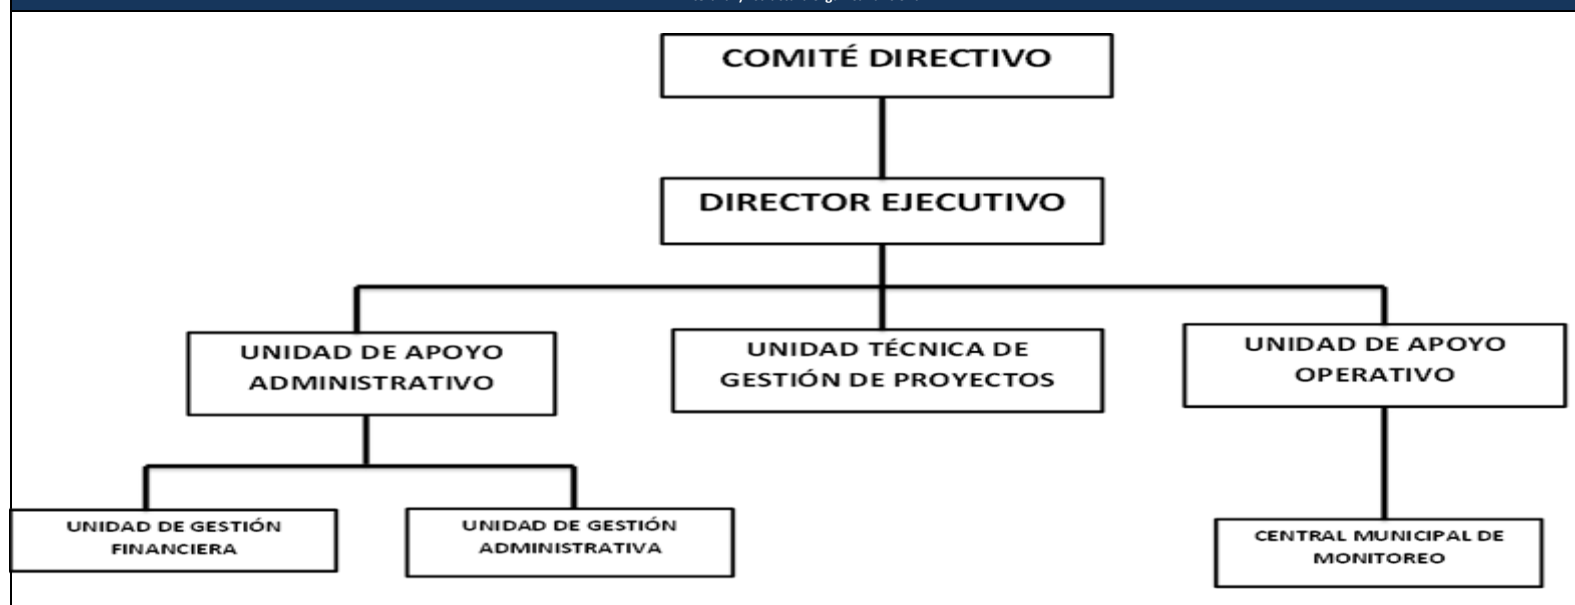 COMITÉ DIRECTIVO
DIRECTOR EJECUTIVO
UNIDAD DE APOYO
ADMINISTRATIVO
UNIDAD TÉCNICA DE
GESTIÓN DE PROYECTOS
UNIDAD DE APOYO
OPERATIVO
UNIDAD DE GESTIÓN
FINANCIERA
UNIDAD DE GESTIÓN
ADMINISTRATIVA
CENTRAL MUNICIPAL DE
MONITOREO